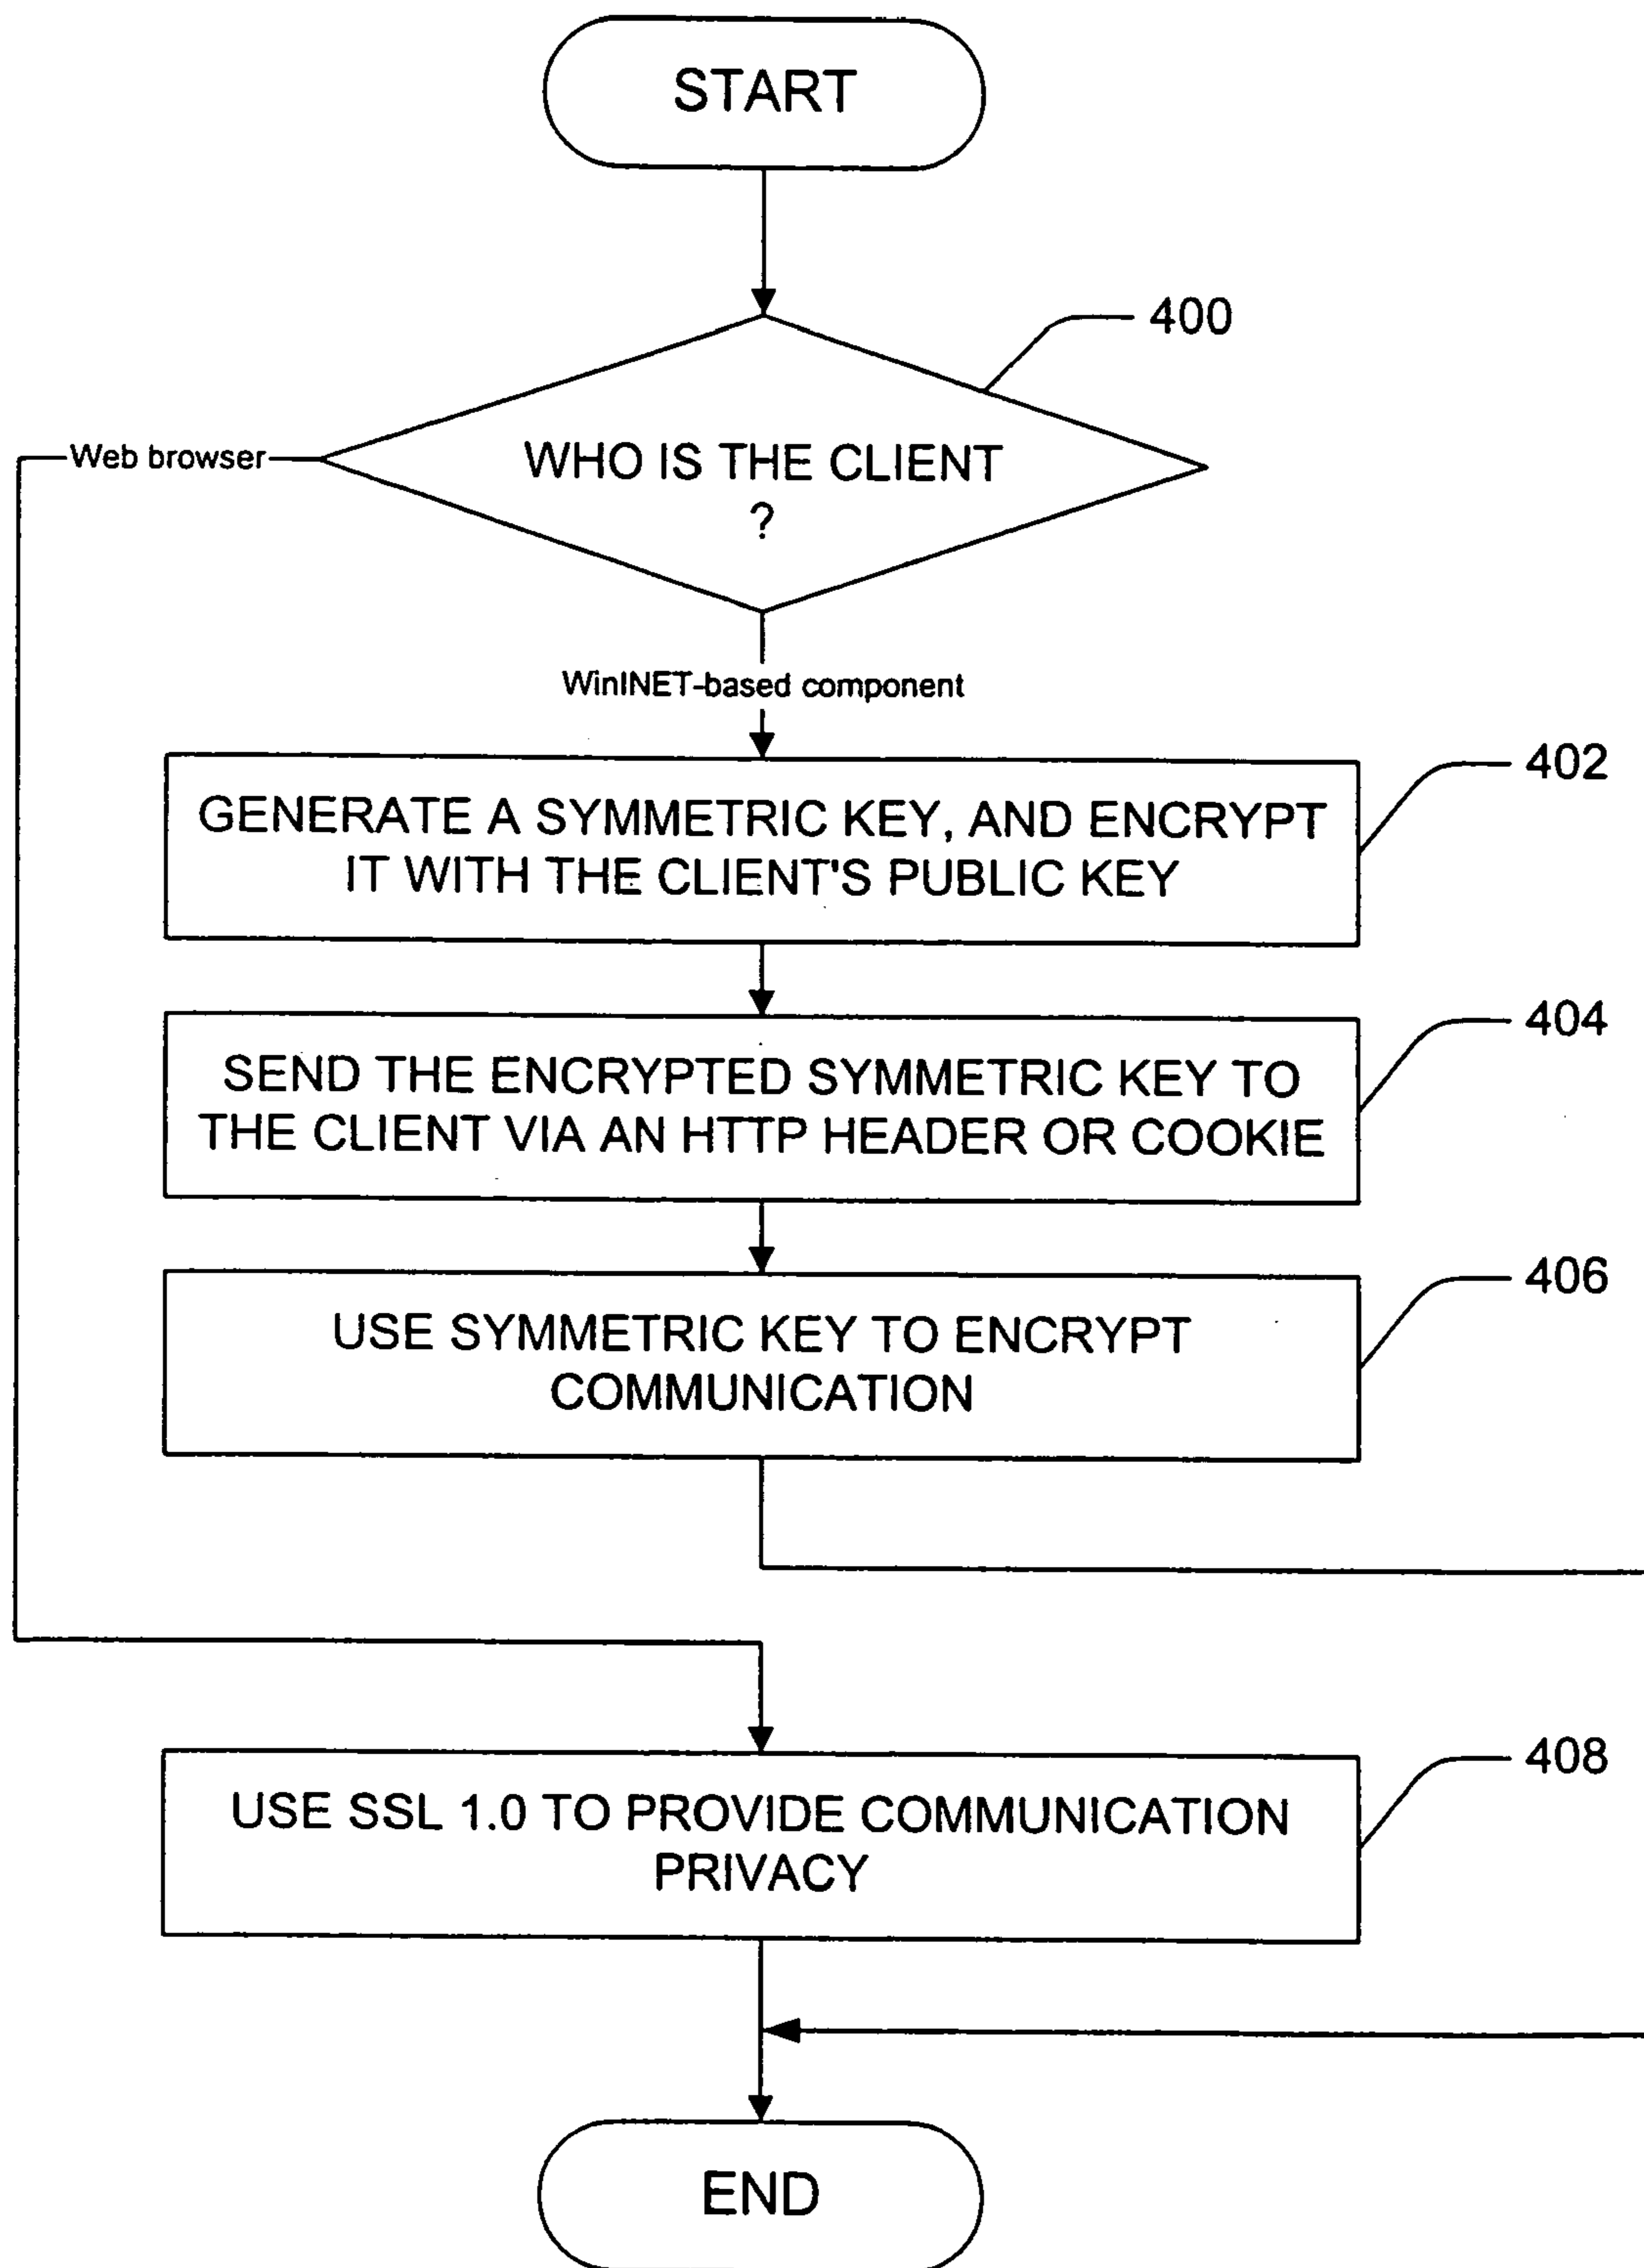 START
400
Web browser
WHO IS THE CLIENT
?
WinINET-based component
402
GENERATE A SYMMETRIC KEY, AND ENCRYPT
IT WITH THE CLIENT'S PUBLIC KEY
404
SEND THE ENCRYPTED SYMMETRIC KEY TO
THE CLIENT VIA AN HTTP HEADER OR COOKIE
406
USE SYMMETRIC KEY TO ENCRYPT
COMMUNICATION
408
USE SSL 1.0 TO PROVIDE COMMUNICATION
PRIVACY
END